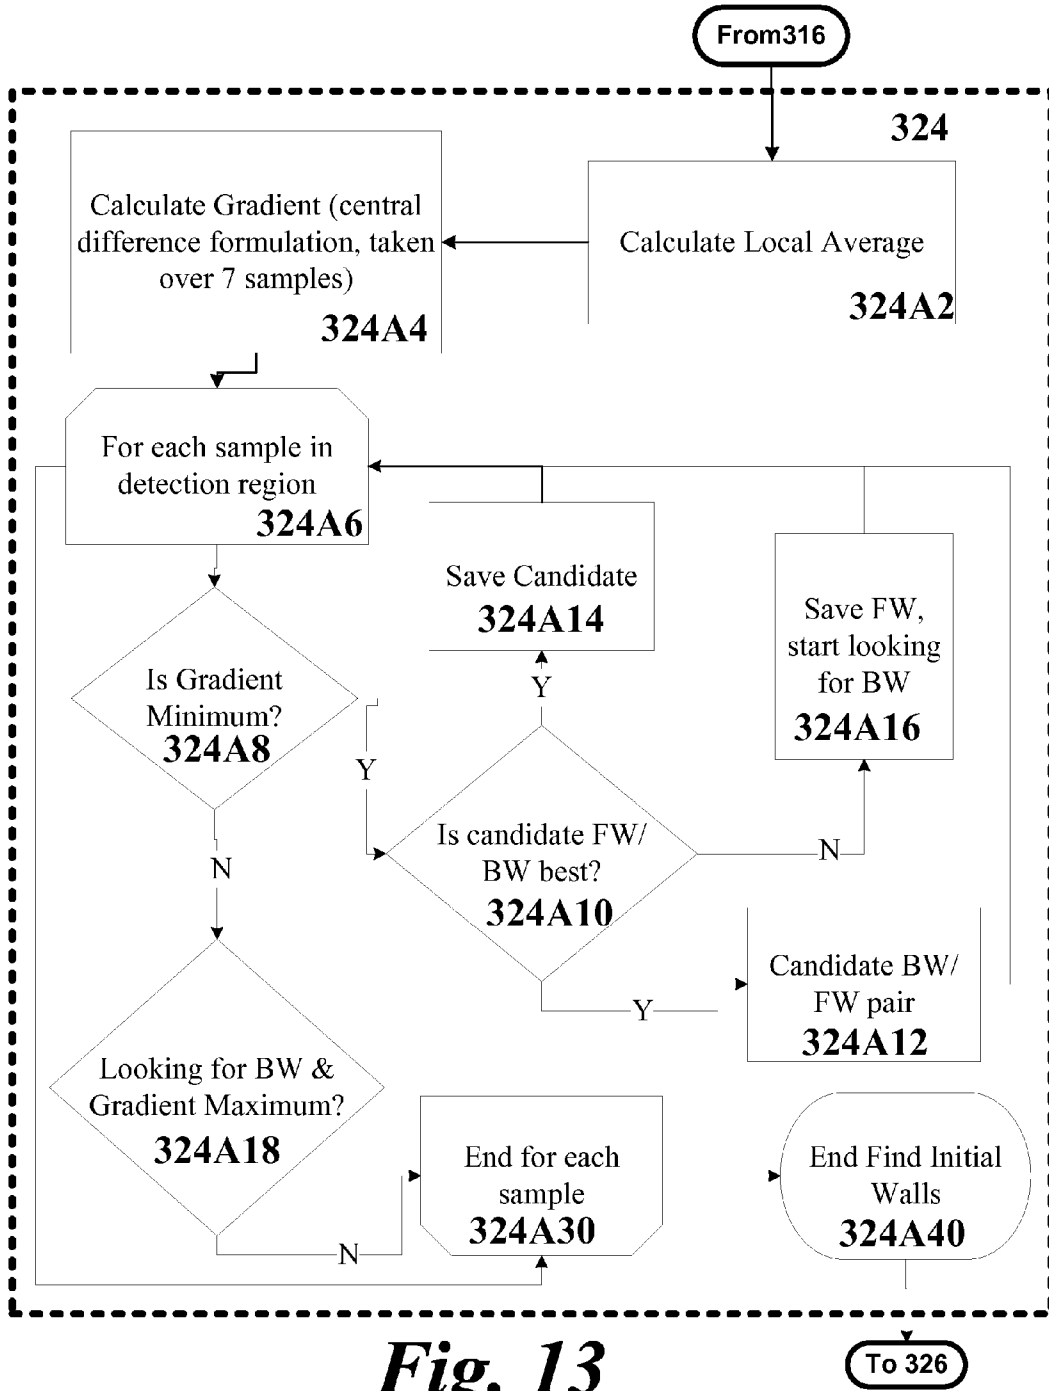 From316
324
Calculate Gradient (central
difference formulation, taken
over 7 samples)
324A4
Calculate Local Average
324A2
For each sample in
detection region
324A6
Save Candidate
324A14
Save FW,
start looking
for BW
324A16
Is Gradient
Minimum?
324A8
Y
Y
Is candidate FW/
BW best?
324A10
N
N
Candidate BW/
FW pair
324A12
Y
Looking for BW &
Gradient Maximum?
324A18
N
End for each
sample
324A30
End Find Initial
Walls
324A40
Fig. 13
To 326